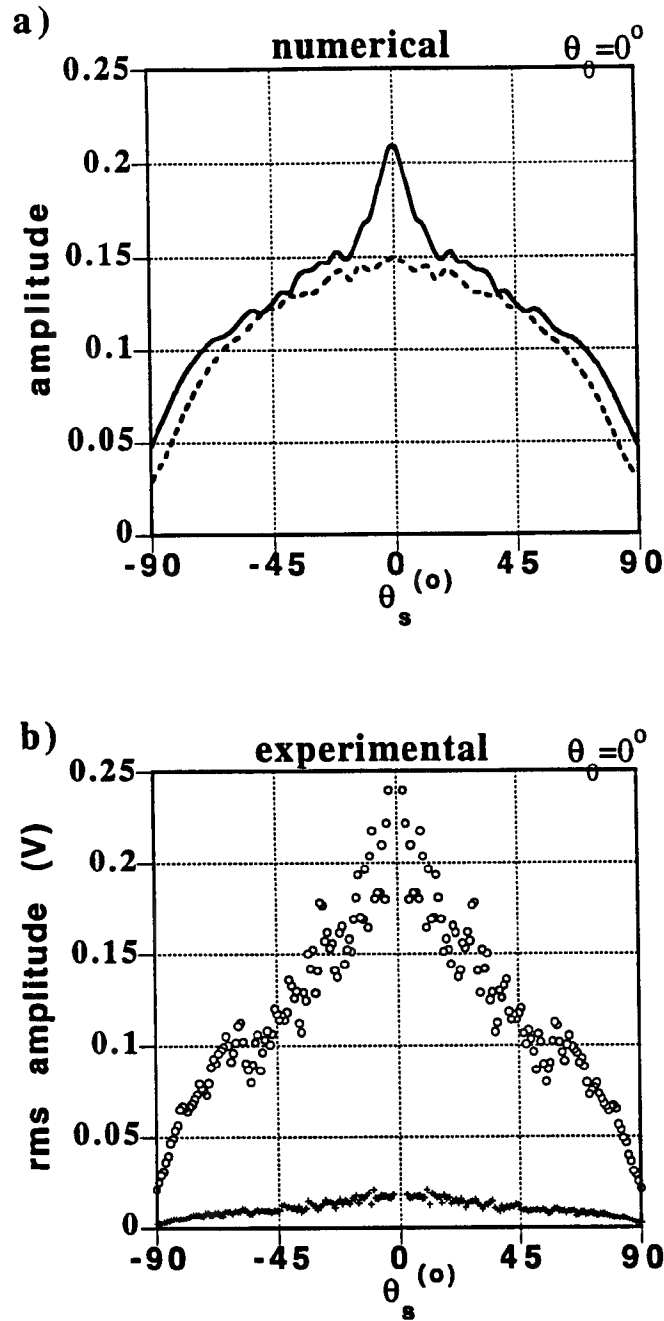 a)
numerical θ₀=0°
0.25
0.2
0.15
0.1
0.05
0
amplitude
-90 -45 0 45 90
θₛ(o)
b)
experimental θ₀=0°
0.25
0.2
0.15
0.1
0.05
0
rms amplitude (V)
-90 -45 0 45 90
θₛ(o)